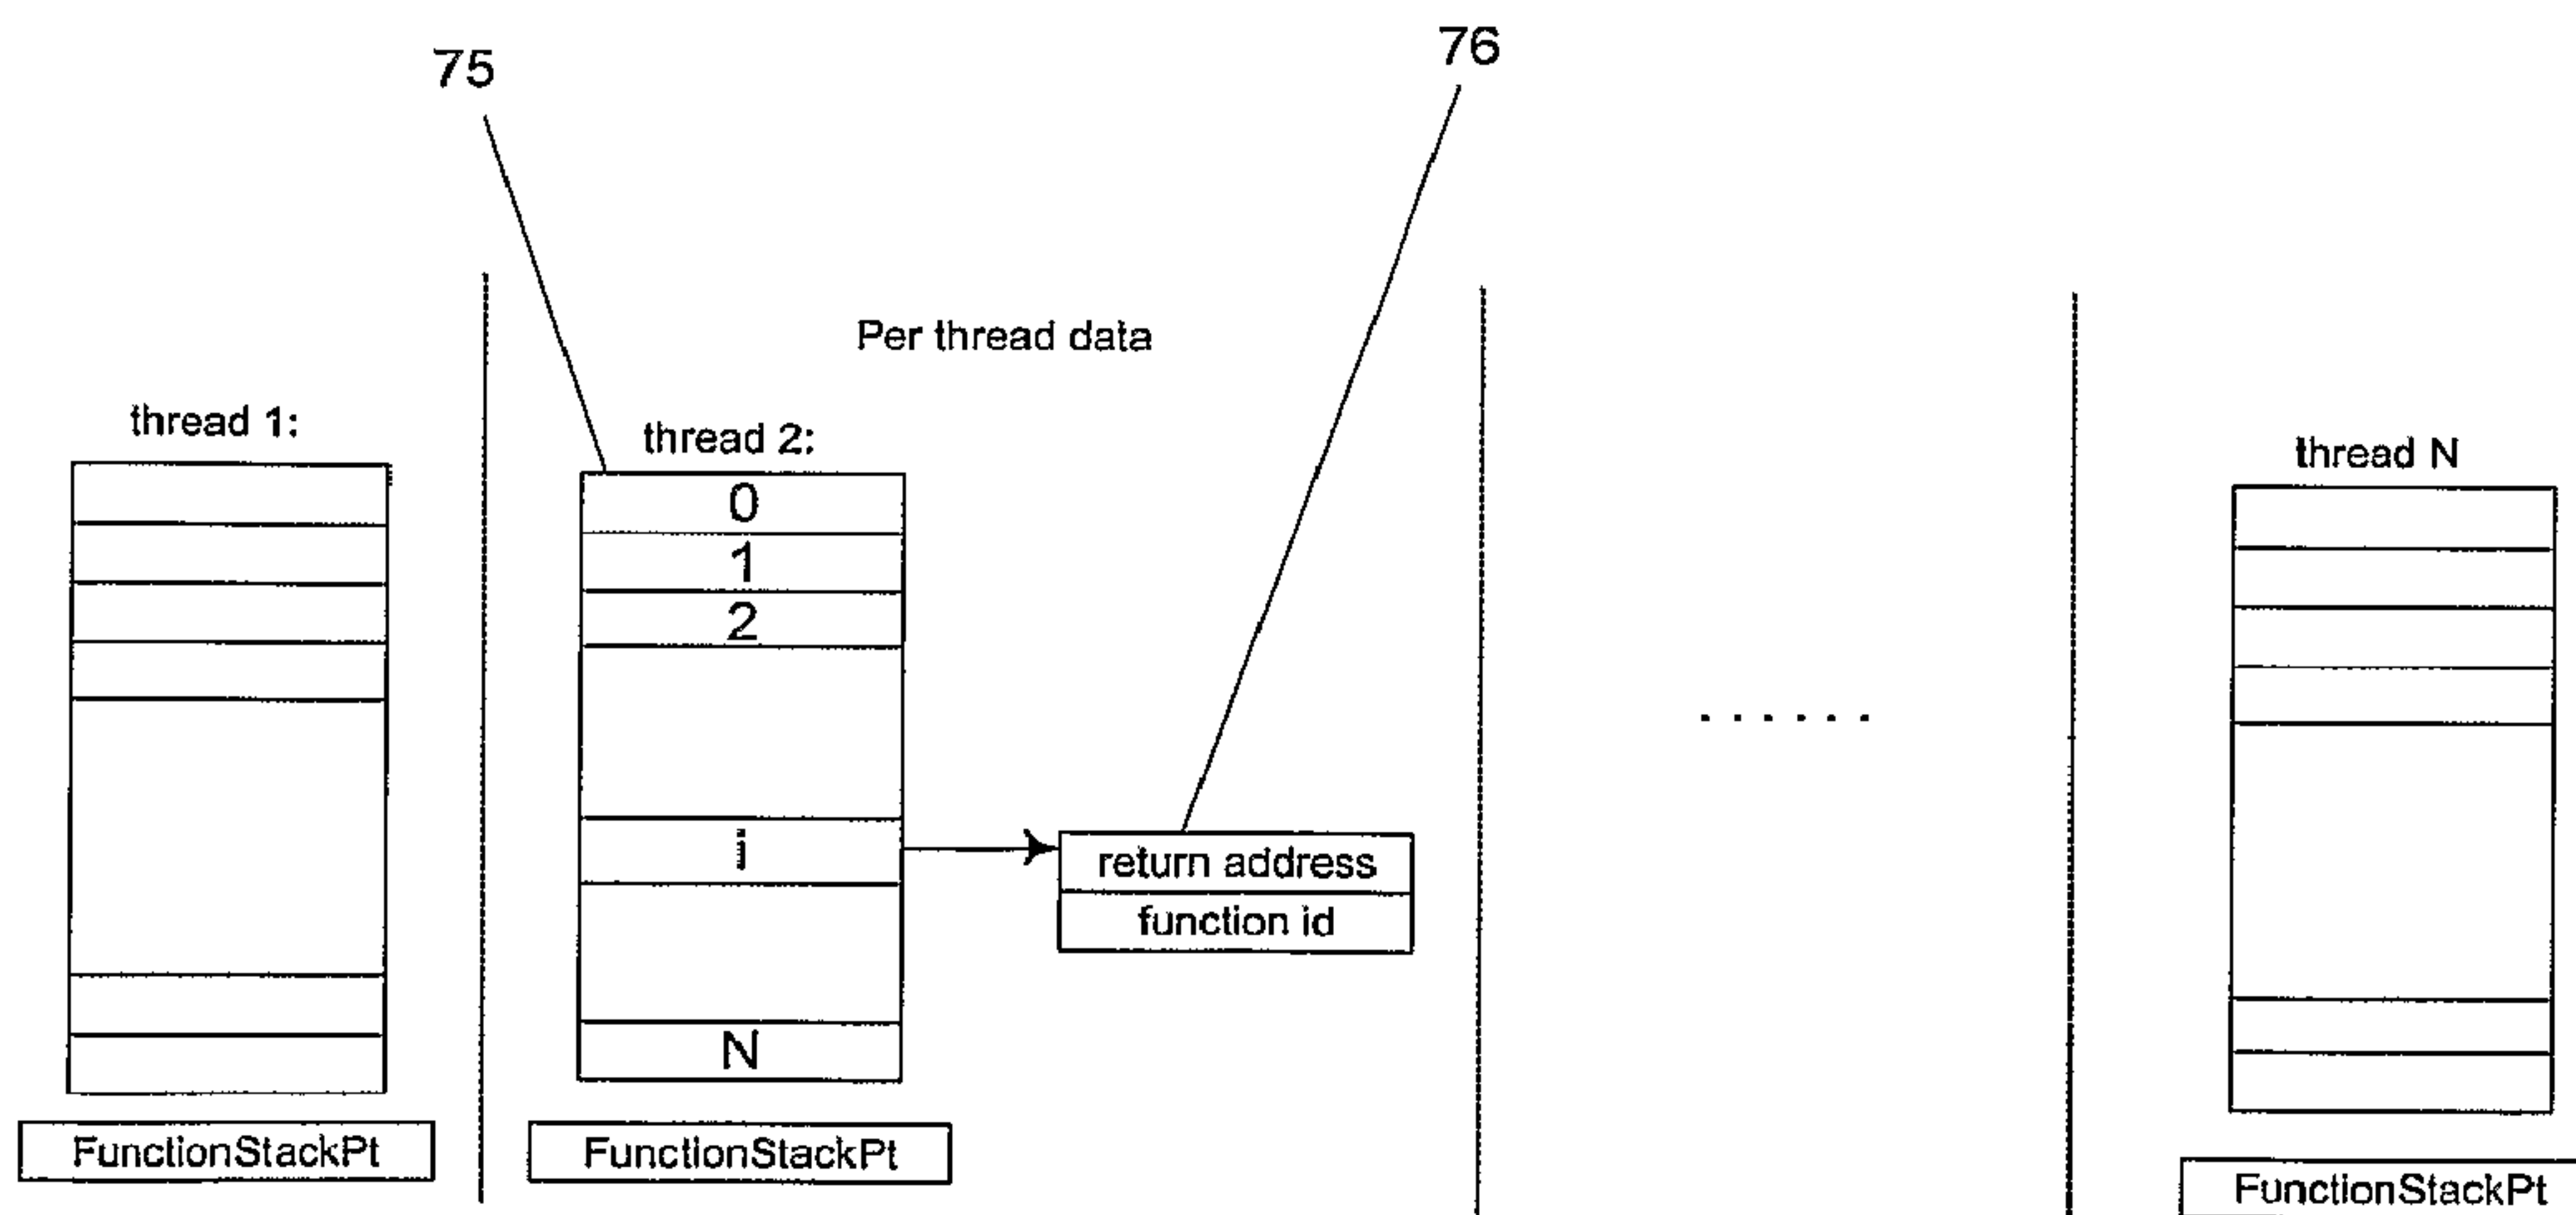 75
76
Per thread data
thread 1:
thread 2:
thread N
0
1
2
. . . . . .
i
return address
function id
N
FunctionStackPt
FunctionStackPt
FunctionStackPt